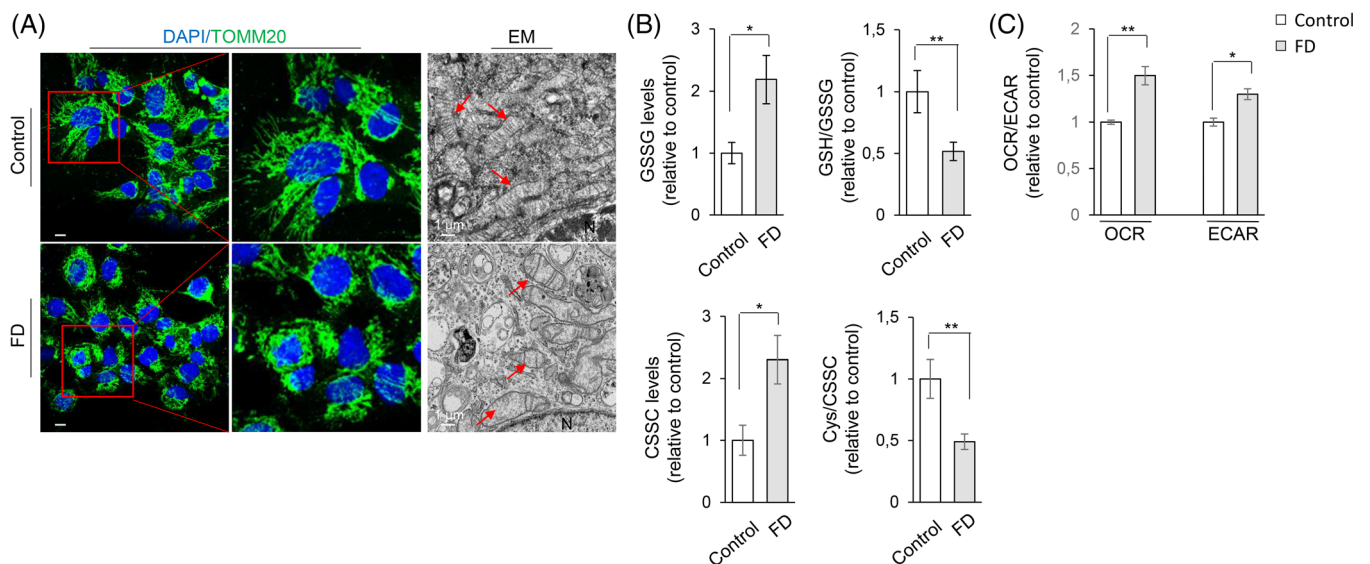 (A)
DAPI/TOMM20
EM
Control
FD
N
1 µm
N
1 µm
(B)
GSSG levels
(relative to control)
3
2
1
0
*
Control
FD
GSH/GSSG
(relative to control)
1,5
1
0,5
0
**
Control
FD
CSSC levels
(relative to control)
3
2
1
0
*
Control
FD
Cys/CSSC
(relative to control)
1,5
1
0,5
0
**
Control
FD
(C)
Control
FD
OCR/ECAR
(relative to control)
2
1,5
1
0,5
0
**
*
OCR
ECAR